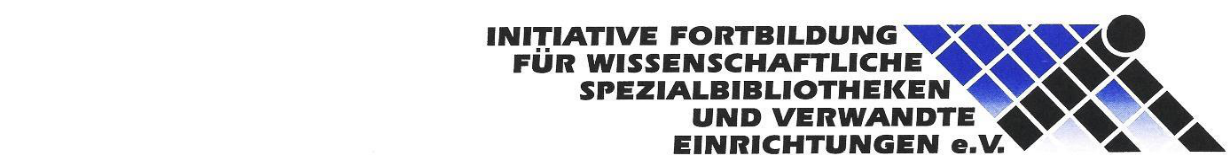 INITIATIVE FORTBILDUNG
FÜR WISSENSCHAFTLICHE
SPEZIALBIBLIOTHEKEN
UND VERWANDTE
EINRICHTUNGEN e.V.